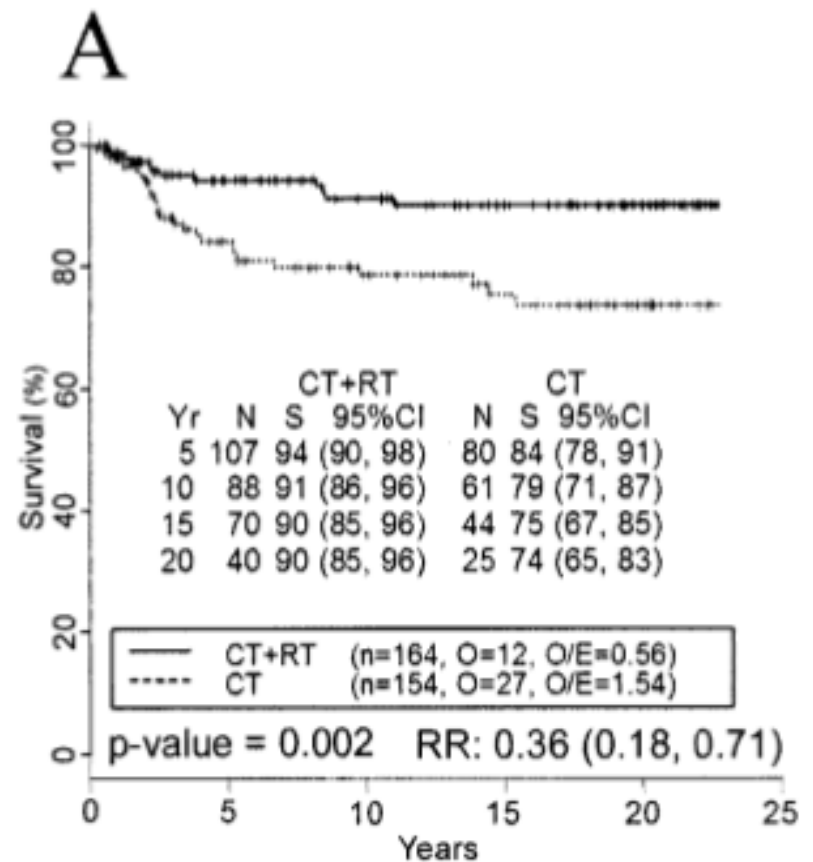 A
100
80
60
40
20
0
Survival (%)
CT+RT CT
Yr N S 95%CI N S 95%CI
5 107 94 (90, 98) 80 84 (78, 91)
10 88 91 (86, 96) 61 79 (71, 87)
15 70 90 (85, 96) 44 75 (67, 85)
20 40 90 (85, 96) 25 74 (65, 83)
CT+RT (n=164, O=12, O/E=0.56)
CT (n=154, O=27, O/E=1.54)
p-value = 0.002 RR: 0.36 (0.18, 0.71)
0 5 10 15 20 25
Years